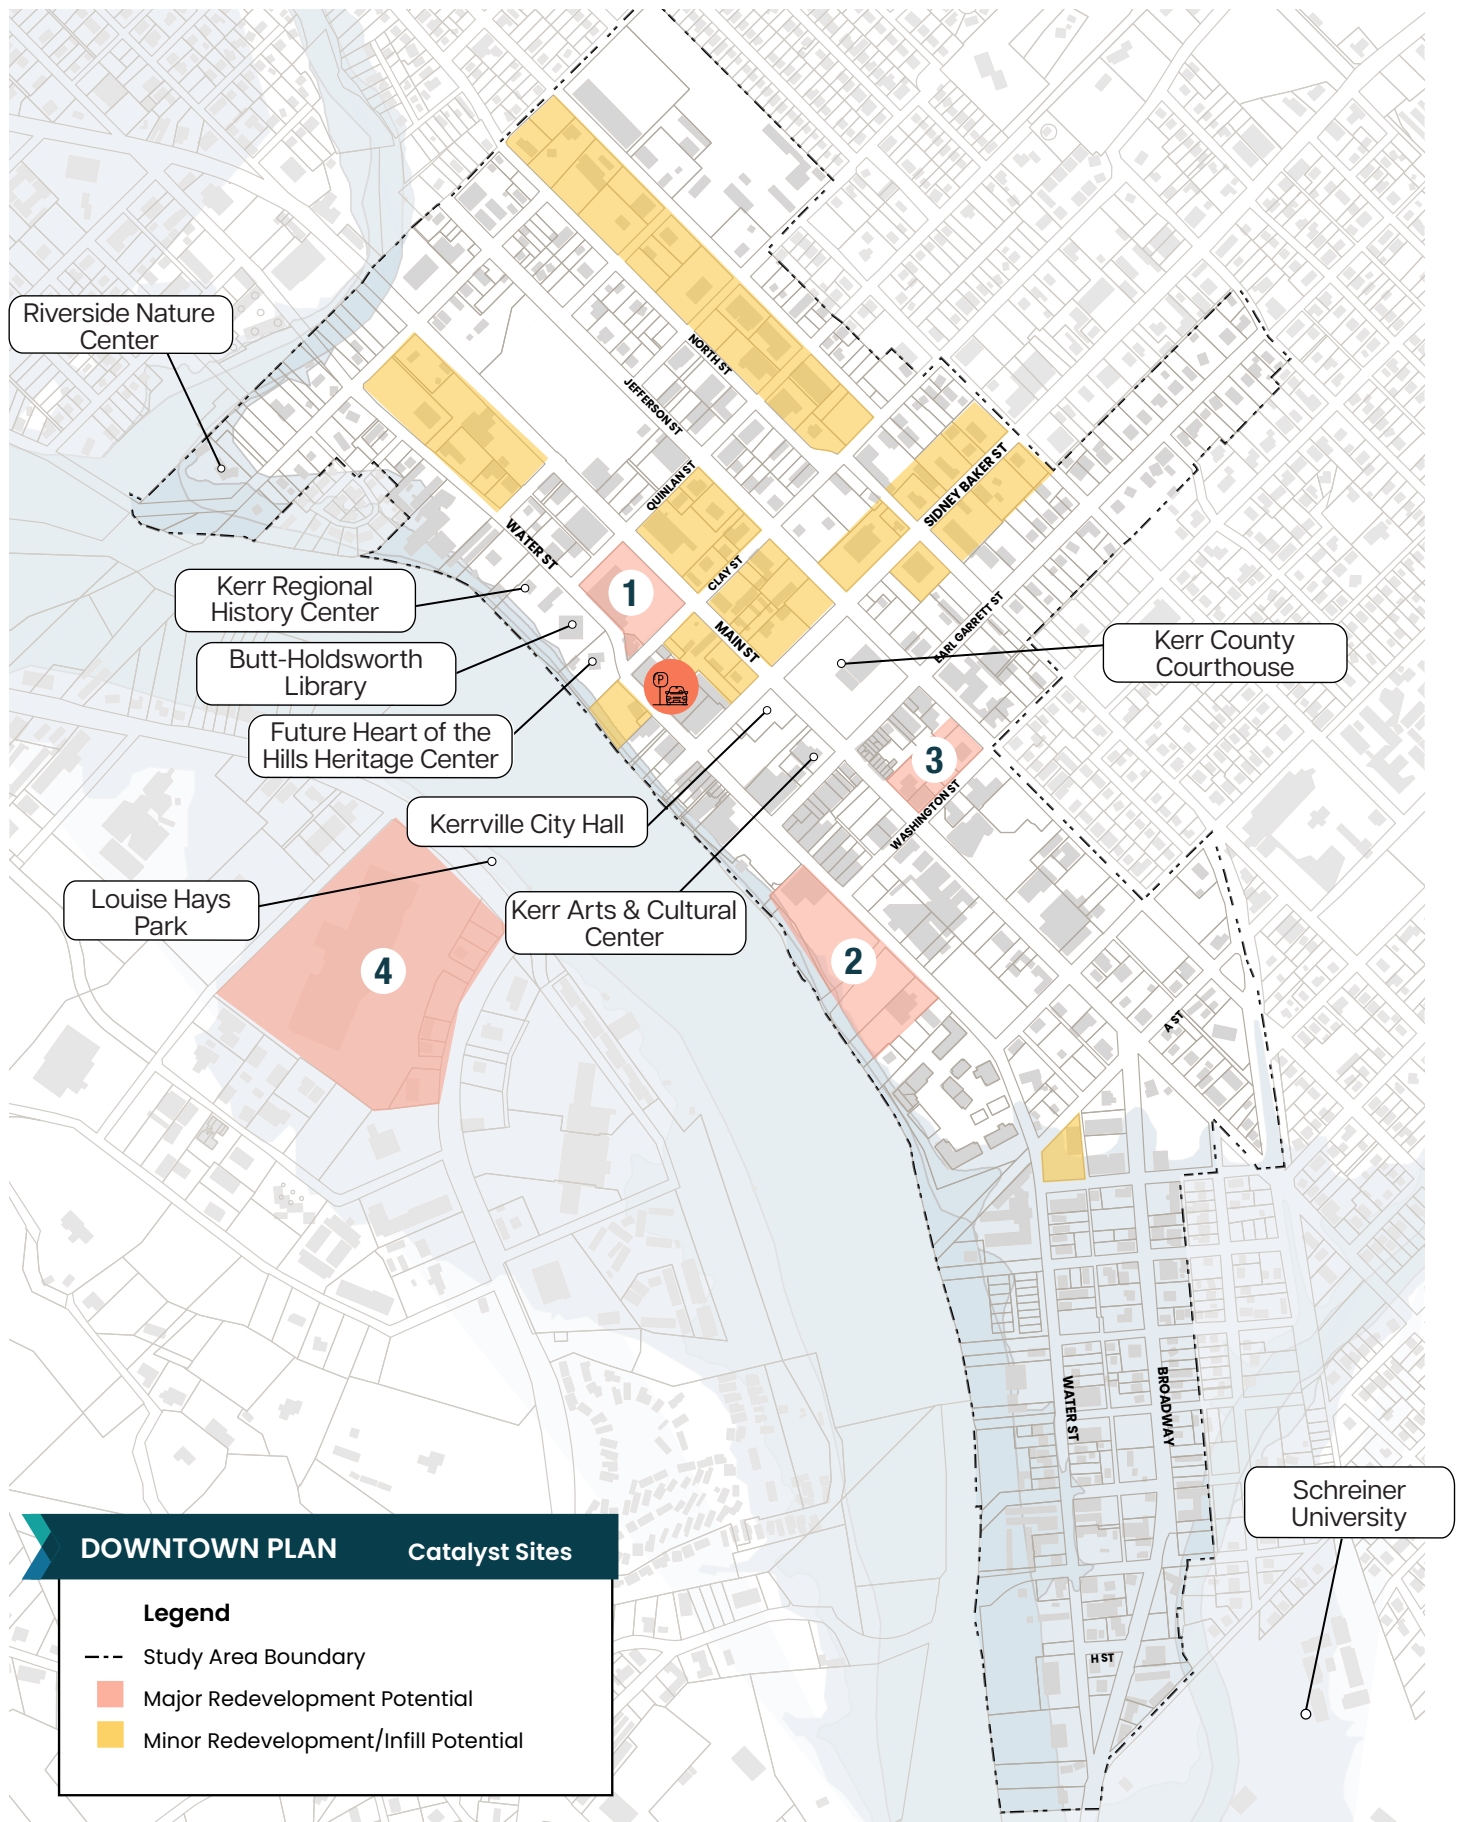 Riverside Nature
Center
NORTH ST
JEFFERSON ST
QUINLAN ST
SIDNEY BAKER ST
WATER ST
CLAY ST
Kerr Regional
History Center
1
MAIN ST
EARL GARRETT ST
Kerr County
Courthouse
Butt-Holdsworth
Library
P
Future Heart of the
Hills Heritage Center
3
WASHINGTON ST
Kerrville City Hall
Louise Hays
Park
Kerr Arts & Cultural
Center
4
2
A ST
WATER ST
BROADWAY
Schreiner
University
H ST
DOWNTOWN PLAN
Catalyst Sites
Legend
Study Area Boundary
Major Redevelopment Potential
Minor Redevelopment/Infill Potential